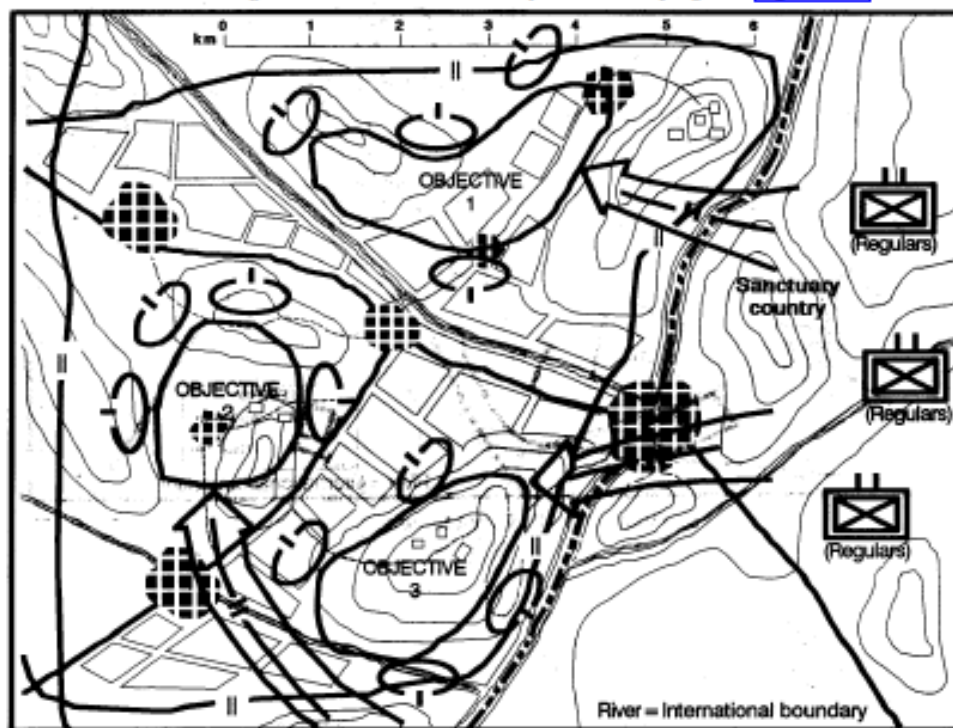 km
0 1 2 3 4 5 6
OBJECTIVE
1
(Regulars)
Sanctuary
country
OBJECTIVE
2
(Regulars)
(Regulars)
OBJECTIVE
3
River = International boundary